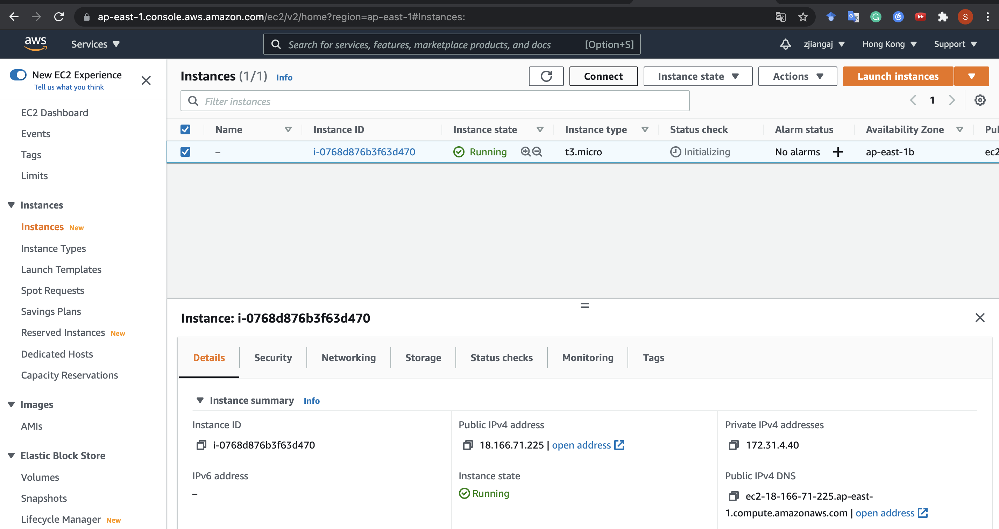 ap-east-1.console.aws.amazon.com/ec2/v2/home?region=ap-east-1#Instances:
S
aws
Services
Search for services, features, marketplace products, and docs
[Option+S]
zjiangaj
Hong Kong
Support
New EC2 Experience
Tell us what you think
EC2 Dashboard
Events
Tags
Limits
Instances
Instances New
Instance Types
Launch Templates
Spot Requests
Savings Plans
Reserved Instances New
Dedicated Hosts
Capacity Reservations
Images
AMIs
Elastic Block Store
Volumes
Snapshots
Lifecycle Manager New
Instances (1/1) Info
Connect
Instance state
Actions
Launch instances
Filter instances
1
Name Instance ID Instance state Instance type Status check Alarm status Availability Zone Pul
– i-0768d876b3f63d470 Running t3.micro Initializing No alarms + ap-east-1b ec2
Instance: i-0768d876b3f63d470
Details Security Networking Storage Status checks Monitoring Tags
Instance summary Info
Instance ID
i-0768d876b3f63d470
Public IPv4 address
18.166.71.225 | open address
Private IPv4 addresses
172.31.4.40
IPv6 address
–
Instance state
Running
Public IPv4 DNS
ec2-18-166-71-225.ap-east-
1.compute.amazonaws.com | open address